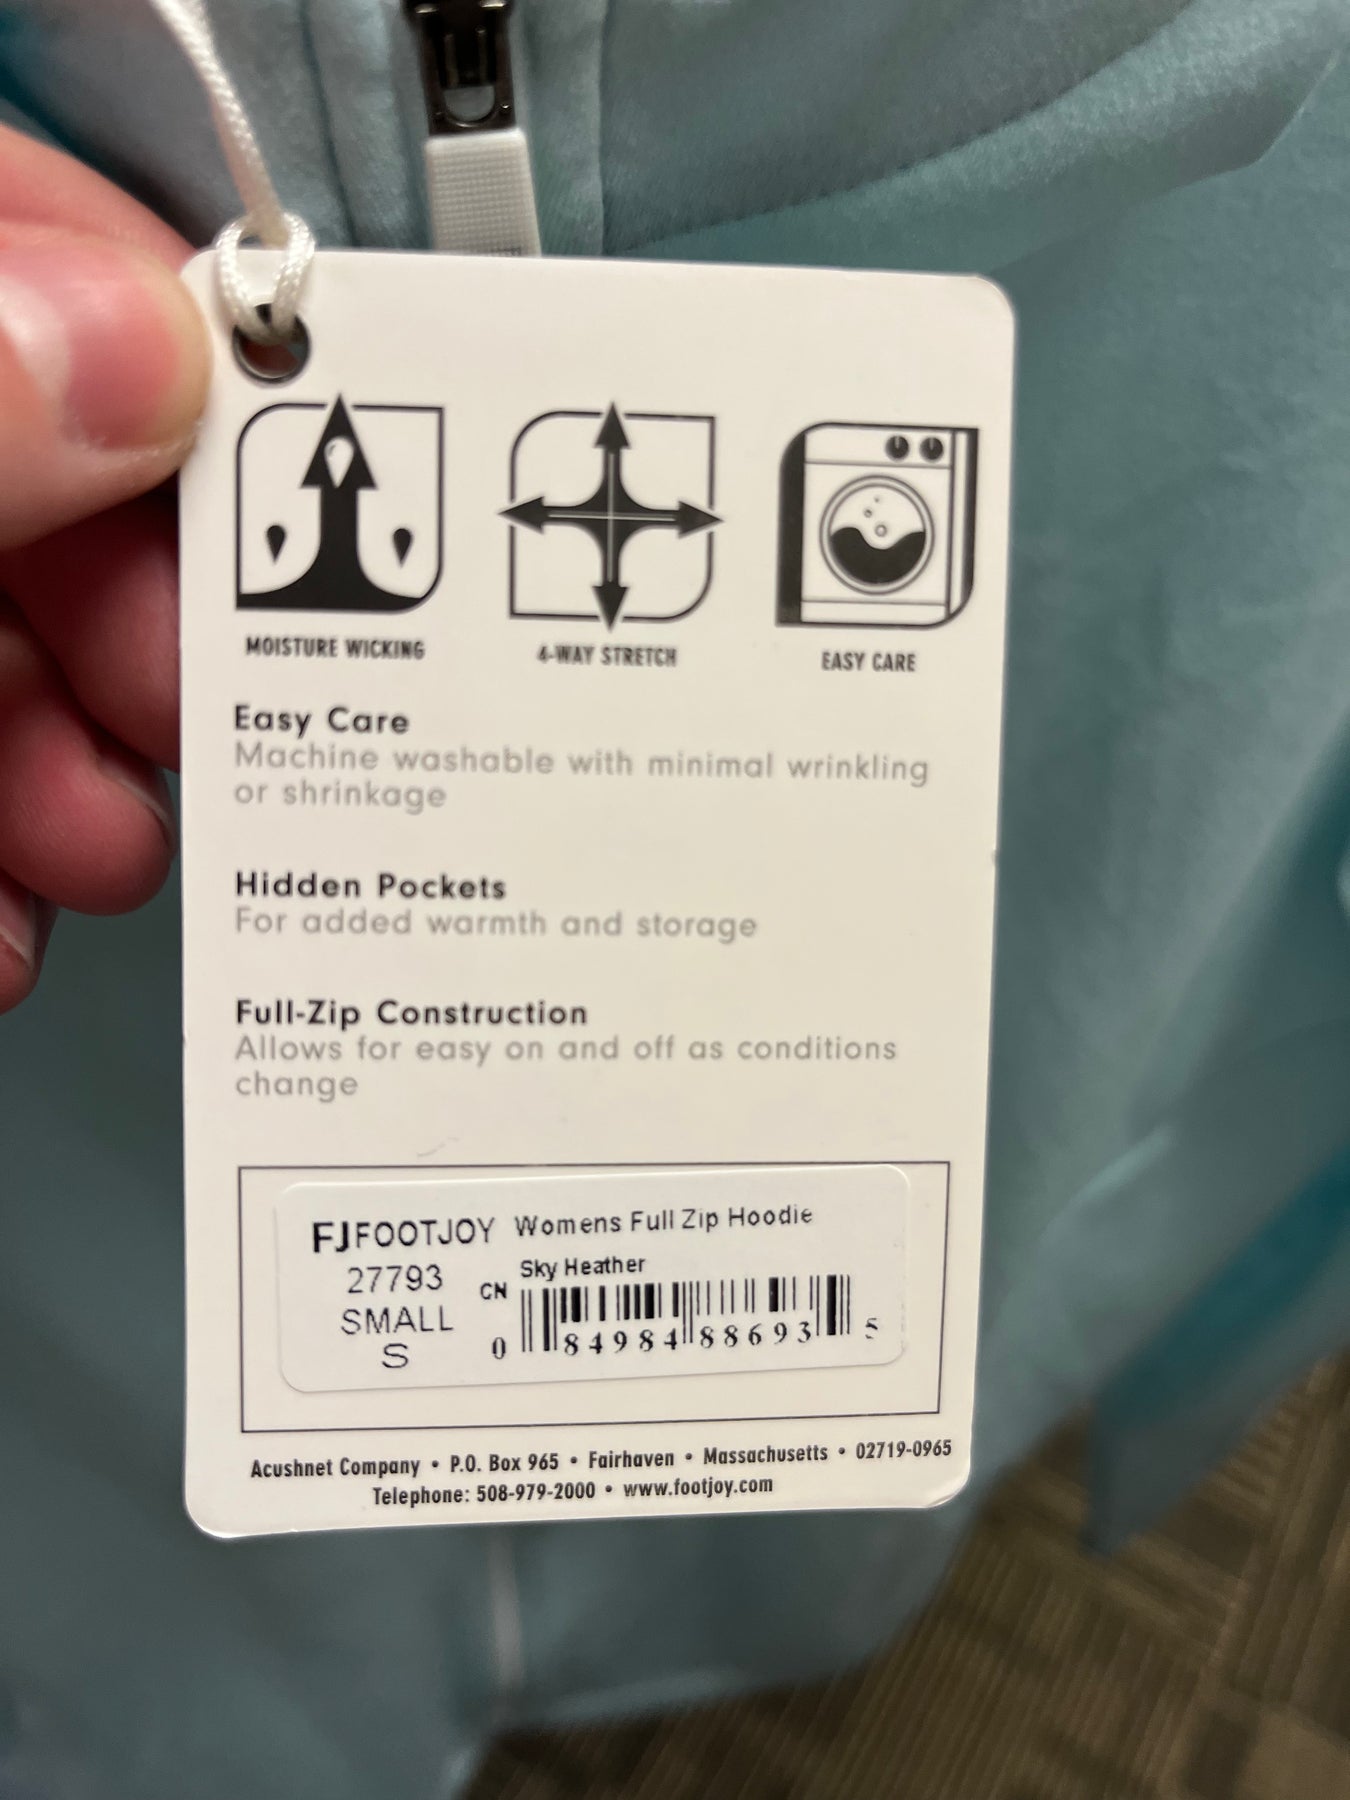 MOISTURE WICKING
4-WAY STRETCH
EASY CARE
Easy Care
Machine washable with minimal wrinkling
or shrinkage
Hidden Pockets
For added warmth and storage
Full-Zip Construction
Allows for easy on and off as conditions
change
FJFOOTJOY Womens Full Zip Hoodie
27793 Sky Heather
SMALL CN
S 0 84984 88693 5
Acushnet Company • P.O. Box 965 • Fairhaven • Massachusetts • 02719-0965
Telephone: 508-979-2000 • www.footjoy.com